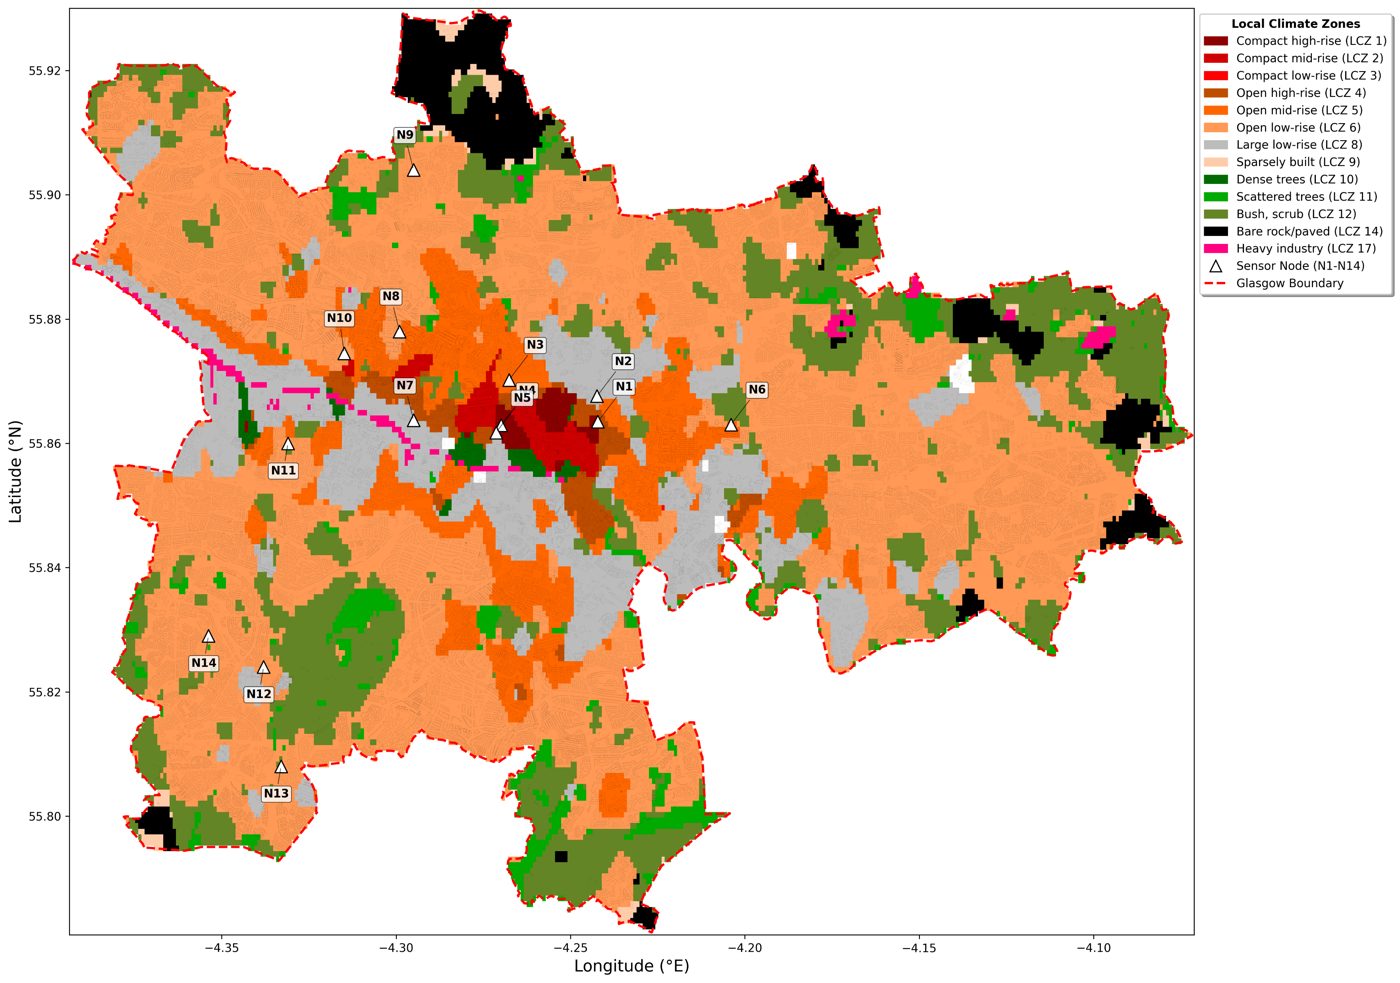 Local Climate Zones
Compact high-rise (LCZ 1)
Compact mid-rise (LCZ 2)
Compact low-rise (LCZ 3)
Open high-rise (LCZ 4)
Open mid-rise (LCZ 5)
Open low-rise (LCZ 6)
Large low-rise (LCZ 8)
Sparsely built (LCZ 9)
Dense trees (LCZ 10)
Scattered trees (LCZ 11)
Bush, scrub (LCZ 12)
Bare rock/paved (LCZ 14)
Heavy industry (LCZ 17)
Sensor Node (N1-N14)
Glasgow Boundary
55.92
55.90
55.88
55.86
55.84
55.82
55.80
Latitude (°N)
N9
N8
N10
N3
N2
N7
N4
N1
N6
N5
N11
N14
N12
N13
−4.35
−4.30
−4.25
−4.20
−4.15
−4.10
Longitude (°E)